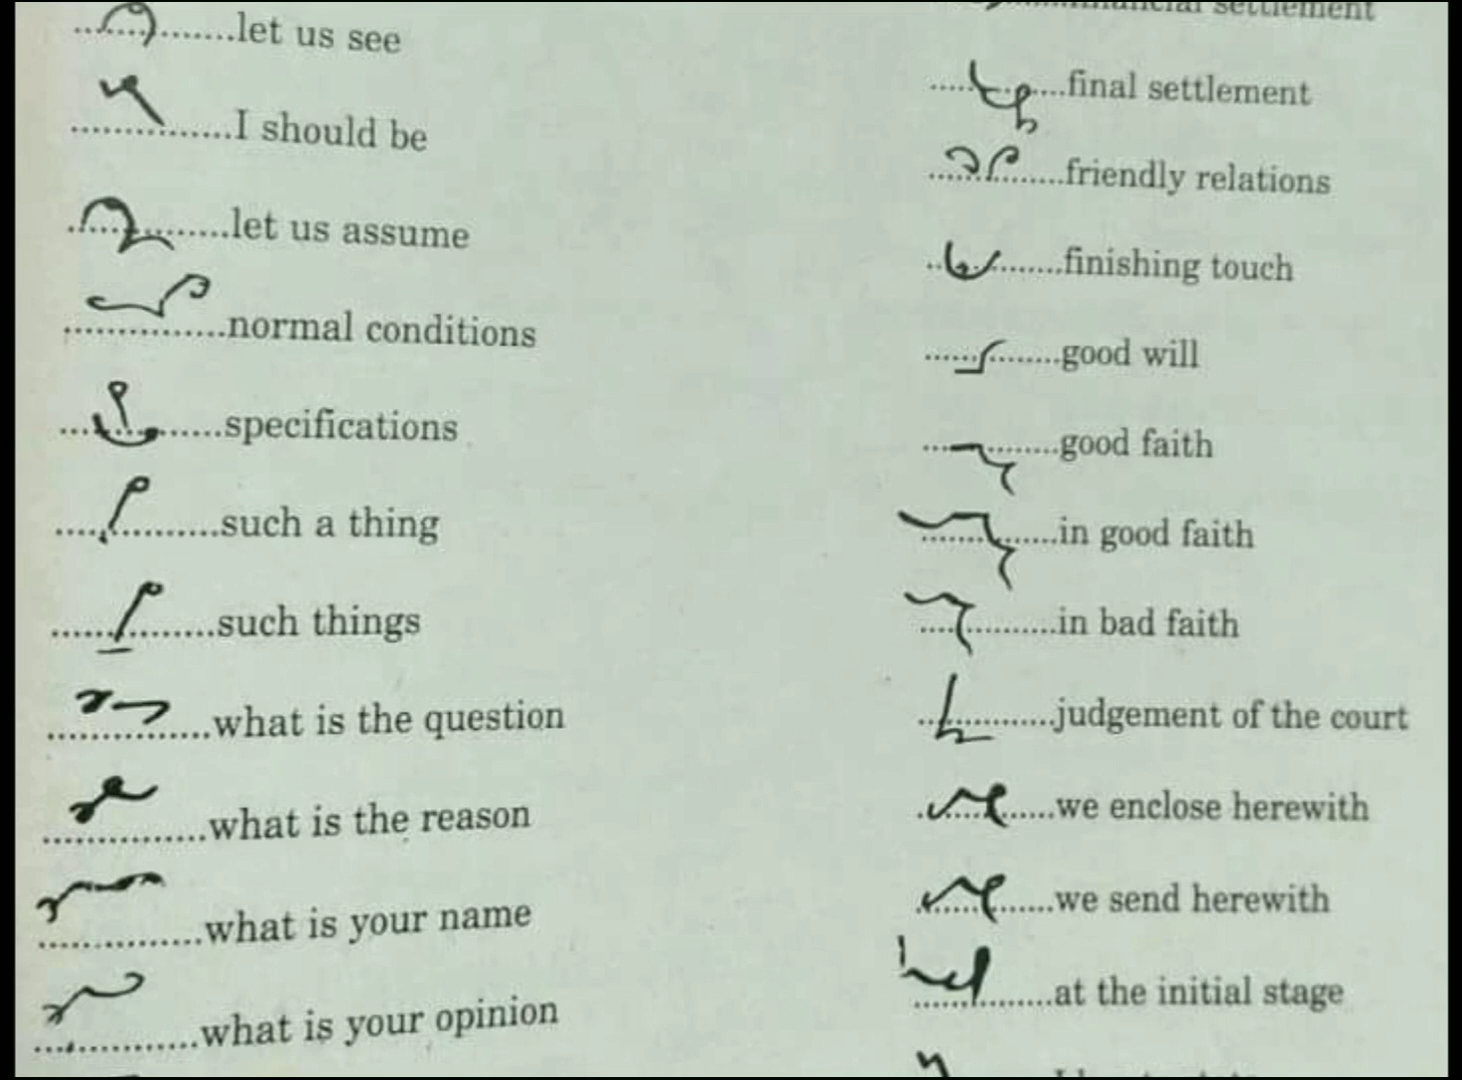 let us see
I should be
let us assume
normal conditions
specifications
such a thing
such things
what is the question
what is the reason
what is your name
what is your opinion
settlement
final settlement
friendly relations
finishing touch
good will
good faith
in good faith
in bad faith
judgement of the court
we enclose herewith
we send herewith
at the initial stage